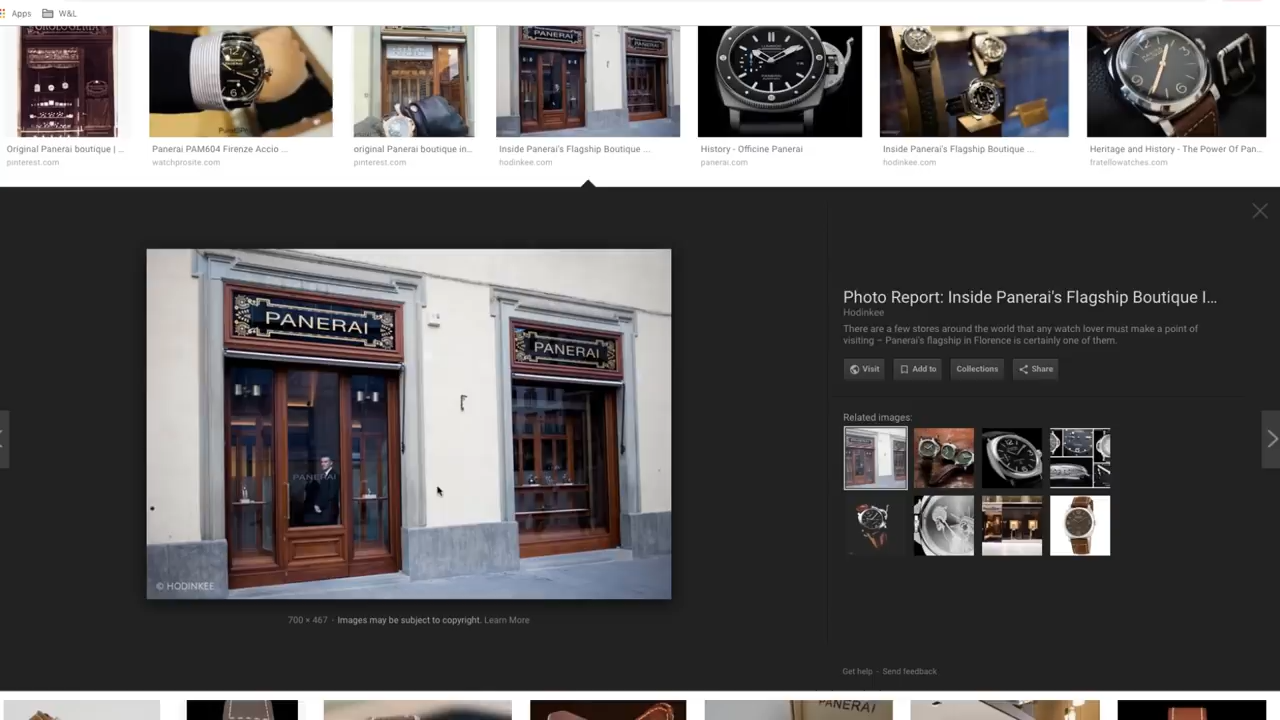 Apps
W&L
OROLOGERIA
PANERAI
PANERAI
Original Panerai boutique | ...
pinterest.com
Panerai PAM604 Firenze Accio ...
watchprosite.com
original Panerai boutique in...
pinterest.com
Inside Panerai's Flagship Boutique ...
hodinkee.com
History - Officine Panerai
panerai.com
Inside Panerai's Flagship Boutique ...
hodinkee.com
Heritage and History - The Power Of Pan...
fratellowatches.com
PANERAI
PANERAI
PANERAI
© HODINKEE
700 × 467 · Images may be subject to copyright. Learn More
Photo Report: Inside Panerai's Flagship Boutique I...
Hodinkee
There are a few stores around the world that any watch lover must make a point of
visiting – Panerai's flagship in Florence is certainly one of them.
Visit
Add to
Collections
Share
Related images:
Get help · Send feedback
PANERAI